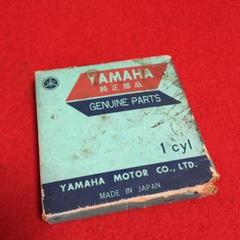 YAMAHA
純正部品
GENUINE PARTS
1 cyl
YAMAHA MOTOR CO., LTD.
MADE IN JAPAN